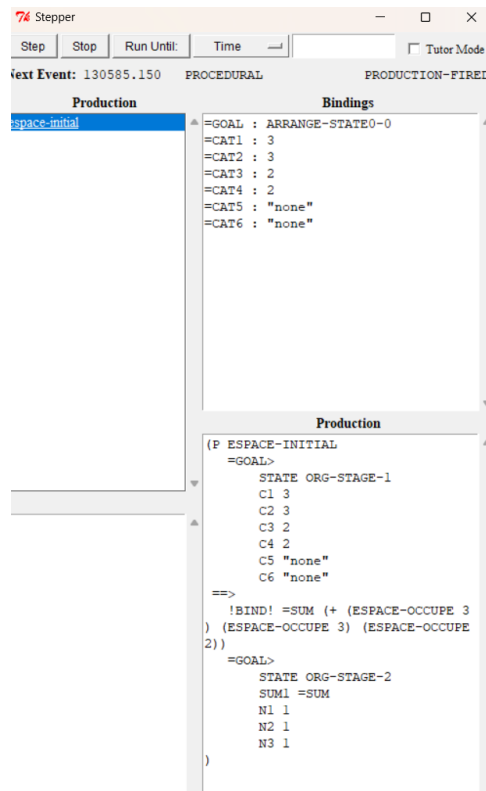 Stepper
Step Stop Run Until: Time Tutor Mode
Next Event: 130585.150 PROCEDURAL PRODUCTION-FIRED
Production
espace-initial
Bindings
=GOAL : ARRANGE-STATE0-0
=CAT1 : 3
=CAT2 : 3
=CAT3 : 2
=CAT4 : 2
=CAT5 : "none"
=CAT6 : "none"
Production
(P ESPACE-INITIAL
=GOAL>
STATE ORG-STAGE-1
C1 3
C2 3
C3 2
C4 2
C5 "none"
C6 "none"
==>
!BIND! =SUM (+ (ESPACE-OCCUPE 3
) (ESPACE-OCCUPE 3) (ESPACE-OCCUPE
2))
=GOAL>
STATE ORG-STAGE-2
SUM1 =SUM
N1 1
N2 1
N3 1
)